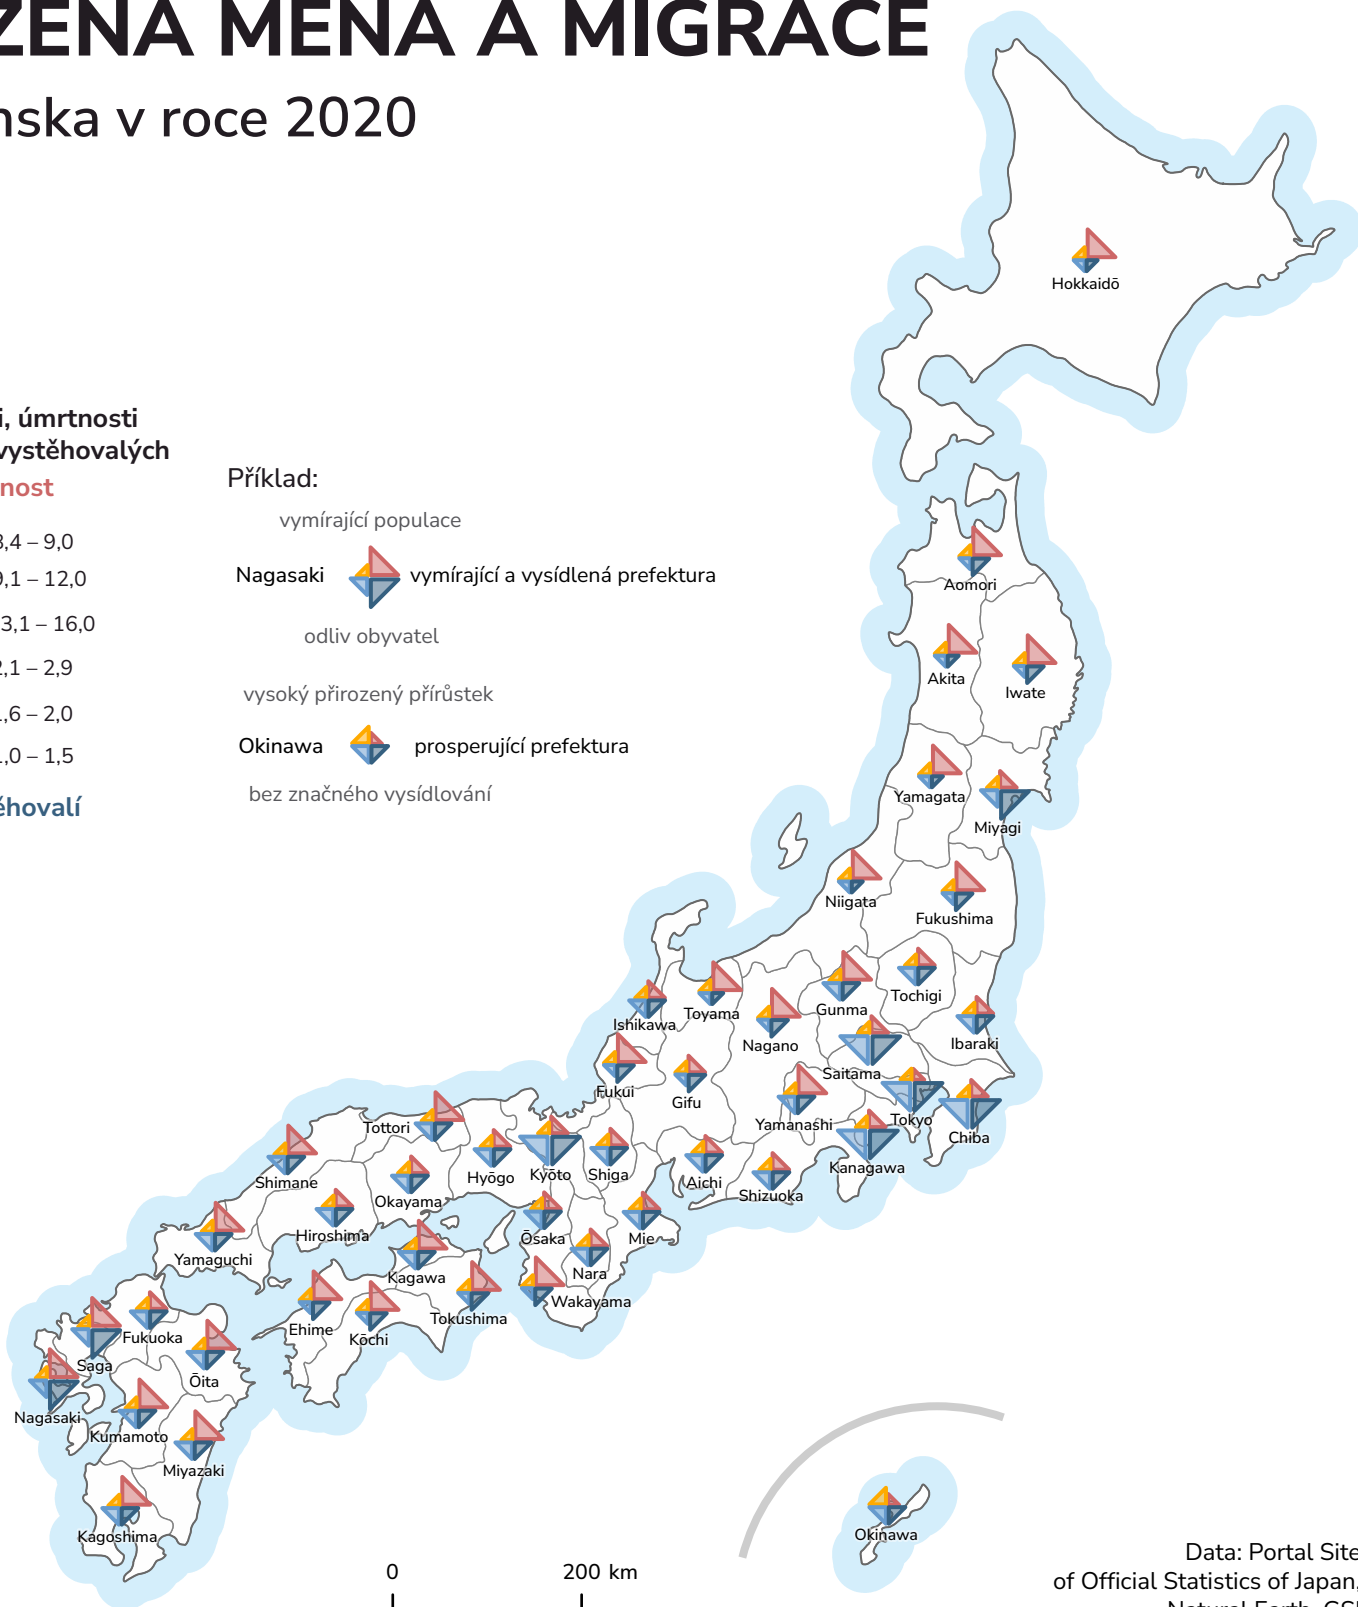 ZENÁ MĚNA A MIGRACE
nska v roce 2020
i, úmrtnosti
vystěhovalých
nost
8,4 – 9,0
9,1 – 12,0
3,1 – 16,0
2,1 – 2,9
1,6 – 2,0
1,0 – 1,5
ěhovalí
Příklad:
vymírající populace
Nagasaki
vymírající a vysídlená prefektura
odliv obyvatel
vysoký přirozený přírůstek
Okinawa
prosperující prefektura
bez značného vysídlování
Hokkaidō
Aomori
Akita
Iwate
Yamagata
Miyagi
Niigata
Fukushima
Tochigi
Gunma
Toyama
Ishikawa
Nagano
Ibaraki
Saitama
Fukui
Gifu
Yamanashi
Tokyo
Chiba
Tottori
Kanagawa
Shimane
Hyōgo
Kyōto
Shiga
Aichi
Shizuoka
Okayama
Hiroshima
Ōsaka
Mie
Yamaguchi
Kagawa
Nara
Wakayama
Tokushima
Ehime
Kōchi
Fukuoka
Saga
Ōita
Nagasaki
Kumamoto
Miyazaki
Kagoshima
Okinawa
0
200 km
Data: Portal Site
of Official Statistics of Japan,
Natural Earth, GSI